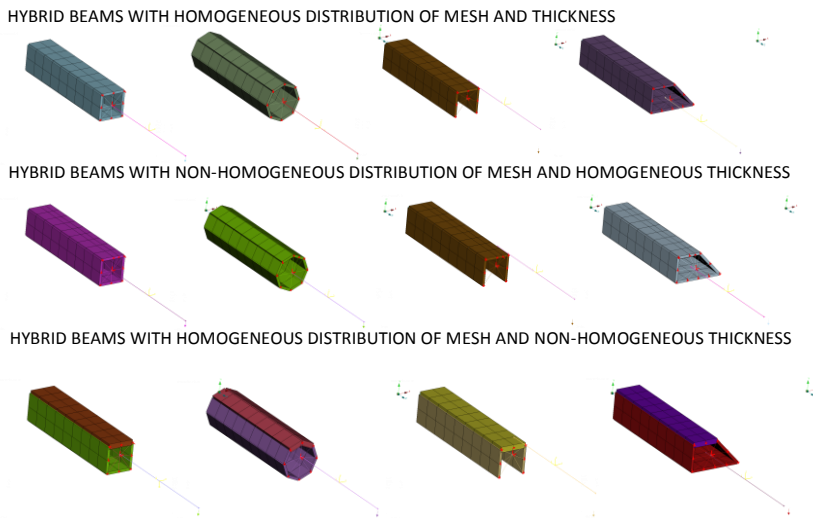 HYBRID BEAMS WITH HOMOGENEOUS DISTRIBUTION OF MESH AND THICKNESS
HYBRID BEAMS WITH NON-HOMOGENEOUS DISTRIBUTION OF MESH AND HOMOGENEOUS THICKNESS
HYBRID BEAMS WITH HOMOGENEOUS DISTRIBUTION OF MESH AND NON-HOMOGENEOUS THICKNESS